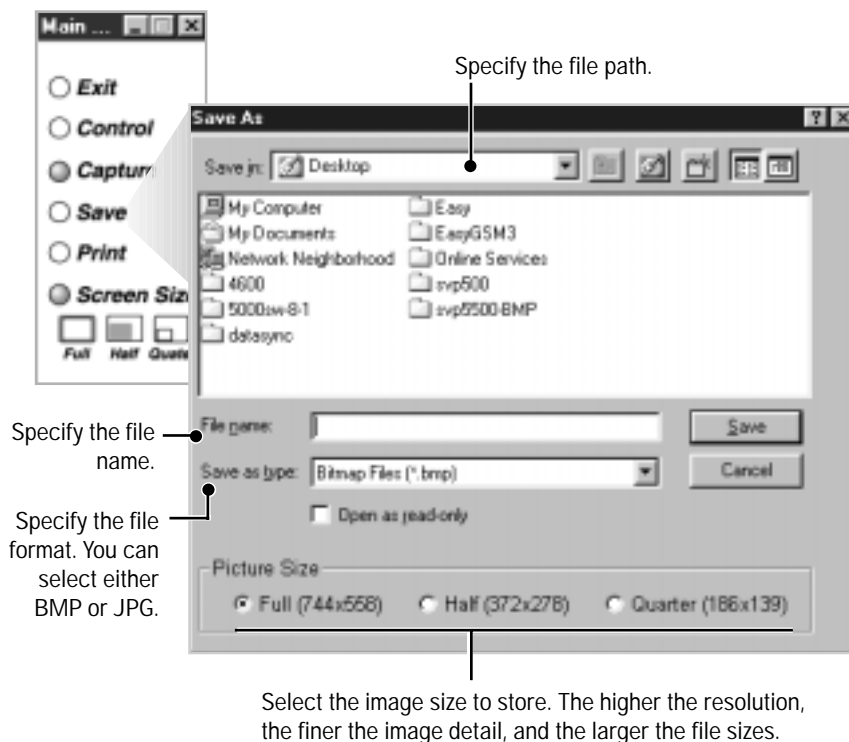 Main ...
Exit
Control
Capture
Save
Print
Screen Siz
Full Half Quate
Specify the file path.
Save As
Save in: Desktop
My Computer
My Documents
Network Neighborhood
4600
5000sw-8-1
datasync
Easy
EasyGSM3
Online Services
svp500
svp5500-BMP
File name:
Save
Save as type: Bitmap Files (*.bmp)
Cancel
Open as read-only
Picture Size
Full (744x558) Half (372x278) Quarter (186x139)
Specify the file
name.
Specify the file
format. You can
select either
BMP or JPG.
Select the image size to store. The higher the resolution,
the finer the image detail, and the larger the file sizes.